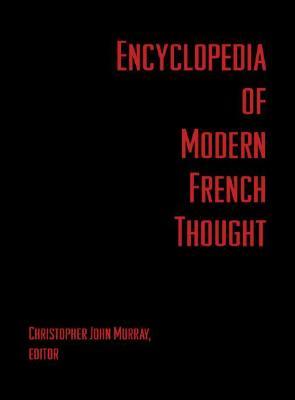 ENCYCLOPEDIA
OF
MODERN
FRENCH
THOUGHT
CHRISTOPHER JOHN MURRAY,
EDITOR